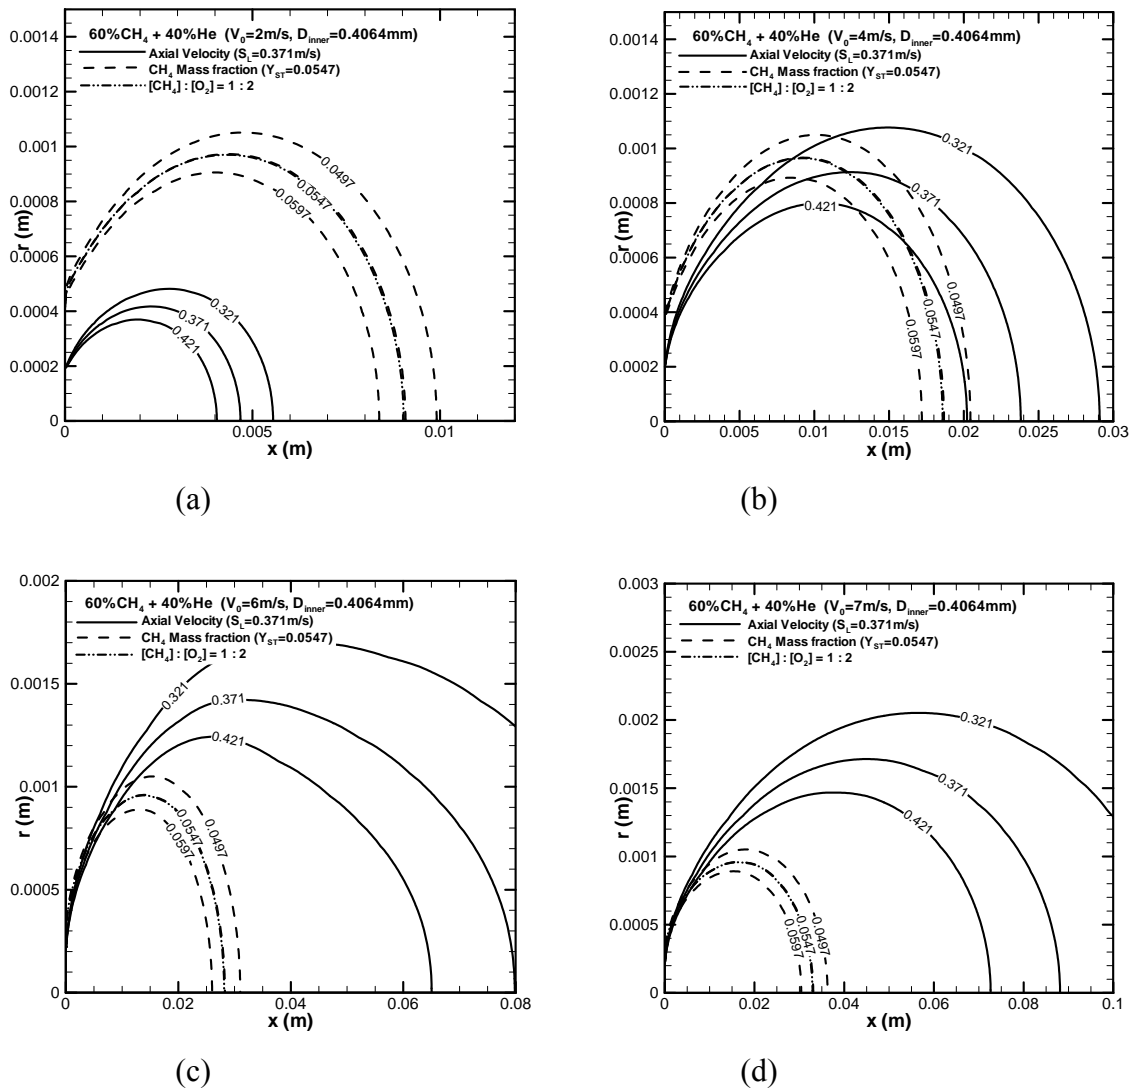 60%CH₄ + 40%He (V₀=2m/s, Dinner=0.4064mm)
Axial Velocity (SL=0.371m/s)
CH₄ Mass fraction (YST=0.0547)
[CH₄] : [O₂] = 1 : 2
0.0014
0.0012
0.001
0.0008
0.0006
0.0004
0.0002
0
r (m)
0.0497
0.0547
0.0597
0.321
0.371
0.421
0
0.005
0.01
x (m)
(a)
60%CH₄ + 40%He (V₀=4m/s, Dinner=0.4064mm)
Axial Velocity (SL=0.371m/s)
CH₄ Mass fraction (YST=0.0547)
[CH₄] : [O₂] = 1 : 2
0.0014
0.0012
0.001
0.0008
0.0006
0.0004
0.0002
0
r (m)
0.321
0.371
0.421
0.0497
0.0547
0.0597
0
0.005
0.01
0.015
0.02
0.025
0.03
x (m)
(b)
60%CH₄ + 40%He (V₀=6m/s, Dinner=0.4064mm)
Axial Velocity (SL=0.371m/s)
CH₄ Mass fraction (YST=0.0547)
[CH₄] : [O₂] = 1 : 2
0.002
0.0015
0.001
0.0005
0
r (m)
0.321
0.371
0.421
0.0497
0.0547
0.0597
0
0.02
0.04
0.06
0.08
x (m)
(c)
60%CH₄ + 40%He (V₀=7m/s, Dinner=0.4064mm)
Axial Velocity (SL=0.371m/s)
CH₄ Mass fraction (YST=0.0547)
[CH₄] : [O₂] = 1 : 2
0.003
0.0025
0.002
0.0015
0.001
0.0005
0
r (m)
0.321
0.371
0.421
0.0497
0.0547
0.0597
0
0.02
0.04
0.06
0.08
0.1
x (m)
(d)